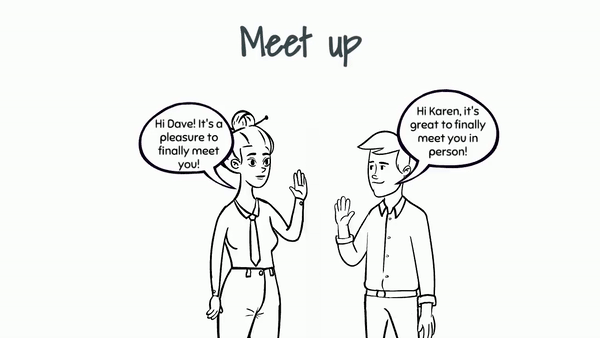 Meet up
Hi Dave! It's a
pleasure to
finally meet
you!
Hi Karen, it's
great to finally
meet you in
person!